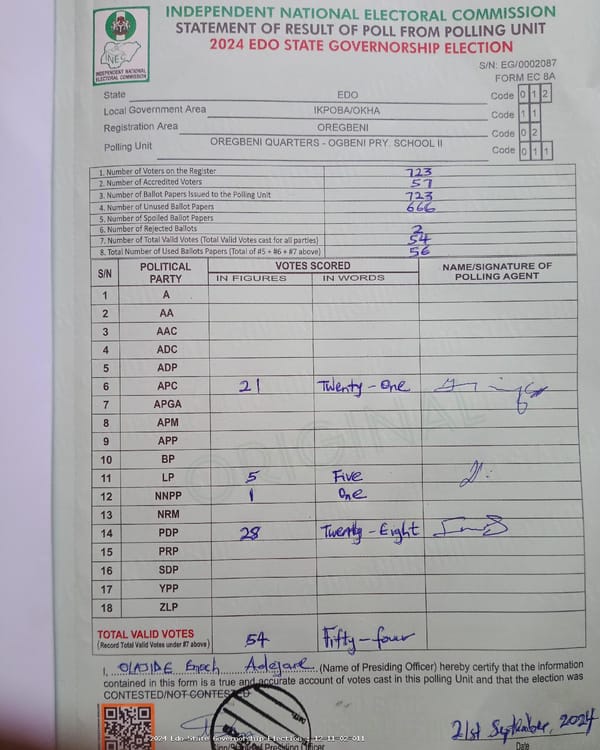 INDEPENDENT NATIONAL ELECTORAL COMMISSION
STATEMENT OF RESULT OF POLL FROM POLLING UNIT
2024 EDO STATE GOVERNORSHIP ELECTION
INEC
INDEPENDENT NATIONAL
ELECTORAL COMMISSION
S/N: EG/0002087
FORM EC 8A
State EDO Code 0 1 2
Local Government Area IKPOBA/OKHA Code 1 1
Registration Area OREGBENI Code 0 2
Polling Unit OREGBENI QUARTERS - OGBENI PRY. SCHOOL II Code 0 1 1
1. Number of Voters on the Register 723
2. Number of Accredited Voters 57
3. Number of Ballot Papers Issued to the Polling Unit 723
4. Number of Unused Ballot Papers 666
5. Number of Spoiled Ballot Papers
6. Number of Rejected Ballots 2
7. Number of Total Valid Votes (Total Valid Votes cast for all parties) 54
8. Total Number of Used Ballots Papers (Total of #5 + #6 + #7 above) 56
S/N POLITICAL PARTY VOTES SCORED NAME/SIGNATURE OF POLLING AGENT
IN FIGURES IN WORDS
1 A
2 AA
3 AAC
4 ADC
5 ADP
6 APC 21 Twenty-One
7 APGA
8 APM
9 APP
10 BP
11 LP 5 Five
12 NNPP 1 One
13 NRM
14 PDP 28 Twenty-Eight
15 PRP
16 SDP
17 YPP
18 ZLP
ORIGINAL
TOTAL VALID VOTES 54 Fifty-four
(Record Total Valid Votes under #7 above)
I, OLAJIDE Enoch Adejare (Name of Presiding Officer) hereby certify that the information
contained in this form is a true and accurate account of votes cast in this polling Unit and that the election was
CONTESTED/NOT CONTESTED
21st September, 2024
2024 Edo State Governorship Election - 12_11_02_011
Presiding Officer
Date